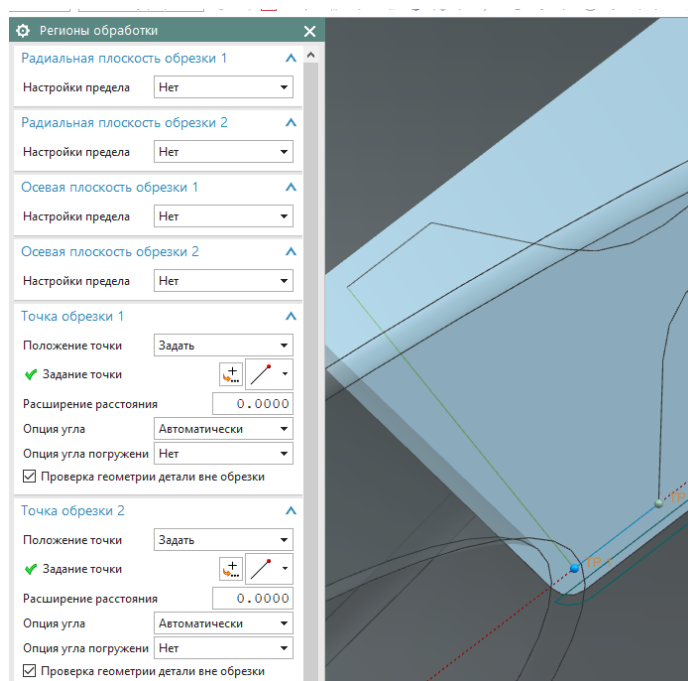 Регионы обработки
Радиальная плоскость обрезки 1
Настройки предела Нет
Радиальная плоскость обрезки 2
Настройки предела Нет
Осевая плоскость обрезки 1
Настройки предела Нет
Осевая плоскость обрезки 2
Настройки предела Нет
Точка обрезки 1
Положение точки Задать
Задание точки
Расширение расстояния 0.0000
Опция угла Автоматически
Опция угла погружени Нет
Проверка геометрии детали вне обрезки
Точка обрезки 2
Положение точки Задать
Задание точки
Расширение расстояния 0.0000
Опция угла Автоматически
Опция угла погружени Нет
Проверка геометрии детали вне обрезки
TP
TP